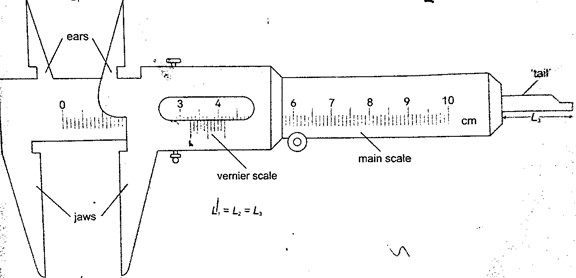 ears
'tail'
0
3 4
6 7 8 9 10
cm
L₃
vernier scale
main scale
jaws
L₁ = L₂ = L₃